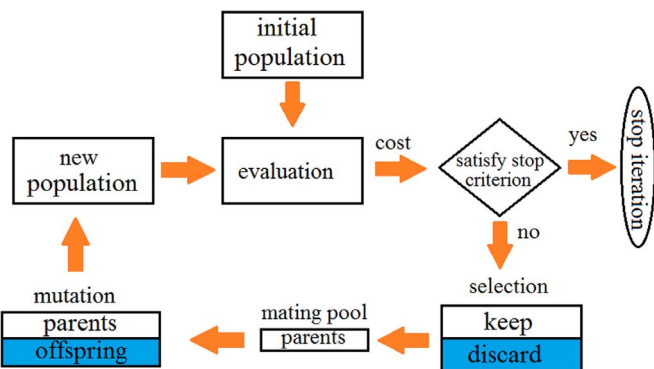 initial
population
new
population
evaluation
cost
satisfy stop
criterion
yes
stop iteration
no
selection
keep
discard
mating pool
parents
mutation
parents
offspring